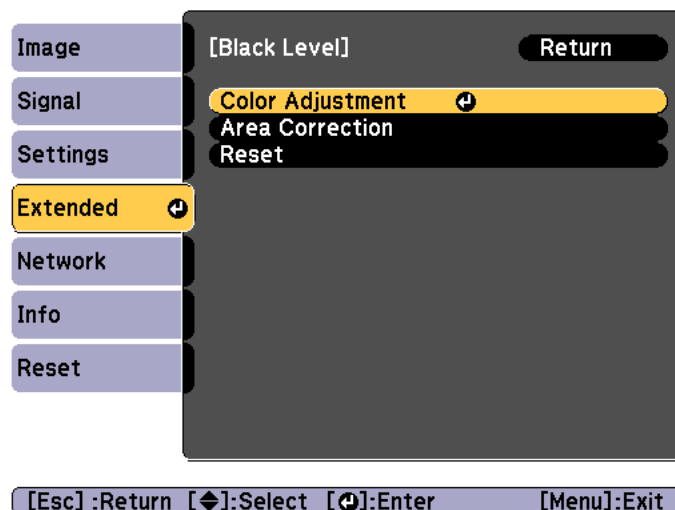 Image
Signal
Settings
Extended
Network
Info
Reset
[Black Level]
Return
Color Adjustment
Area Correction
Reset
[Esc] :Return [◆]:Select [↵]:Enter [Menu]:Exit